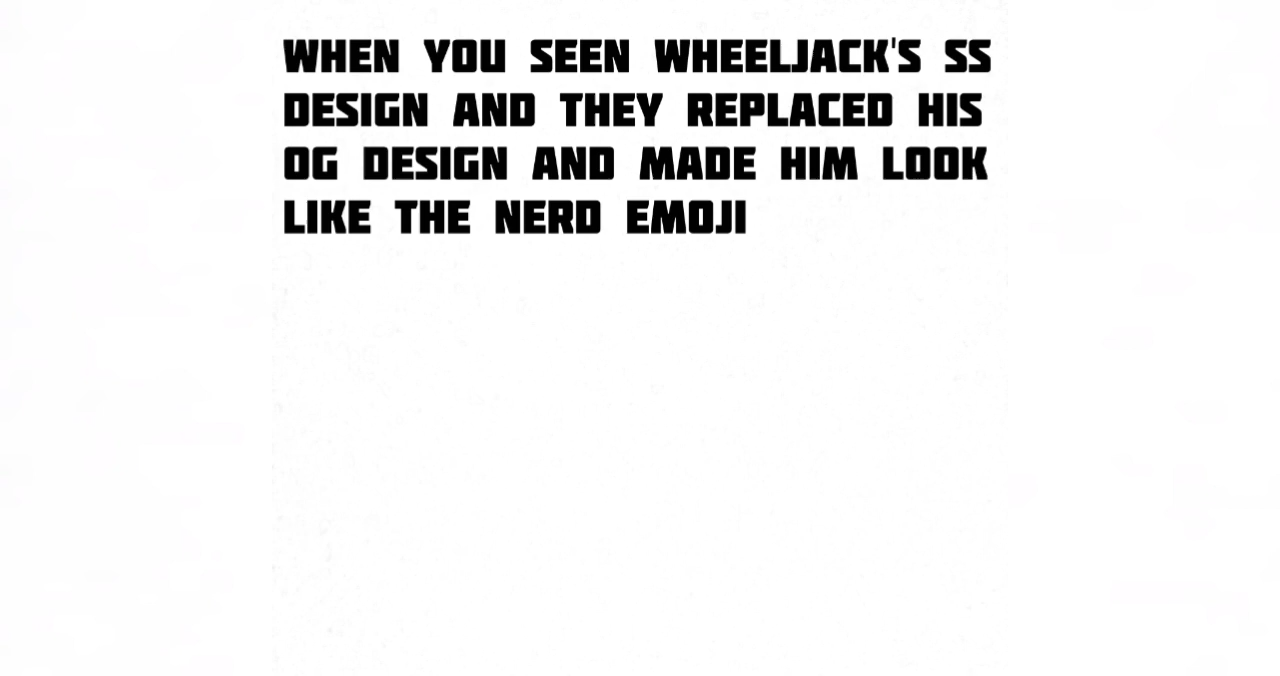 WHEN YOU SEEN WHEELJACK'S SS
DESIGN AND THEY REPLACED HIS
OG DESIGN AND MADE HIM LOOK
LIKE THE NERD EMOJI